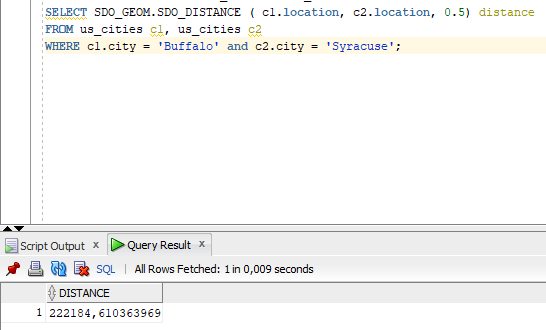 SELECT SDO_GEOM.SDO_DISTANCE ( c1.location, c2.location, 0.5) distance
FROM us_cities c1, us_cities c2
WHERE c1.city = 'Buffalo' and c2.city = 'Syracuse';
Script Output x Query Result x
SQL | All Rows Fetched: 1 in 0,009 seconds
DISTANCE
1 222184,610363969